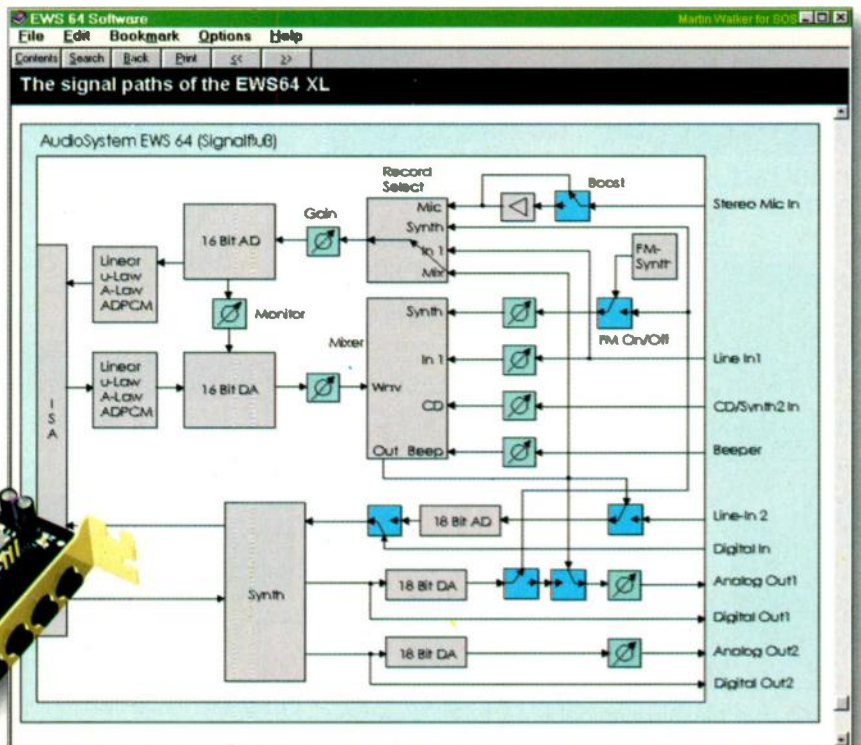 EWS 64 Software
Martin Walker for SOS
File Edit Bookmark Options Help
Contents Search Back Print << >>
The signal paths of the EWS64 XL
AudioSystem EWS 64 (Signalfluß)
Record
Select
Boost
Gain
Mic
Stereo Mic In
16 Bit AD
Synth
In 1
Mix
FM-
Synth
Linear
u-Law
A-Law
ADPCM
Monitor
Synth
FM On/Off
Mixer
Linear
u-Law
A-Law
ADPCM
16 Bit DA
In 1
Line In1
Wav
CD
CD/Synth2 In
I
S
A
Out Beep
Beeper
18 Bit AD
Line-In 2
Digital In
Synth
18 Bit DA
Analog Out1
Digital Out1
18 Bit DA
Analog Out2
Digital Out2